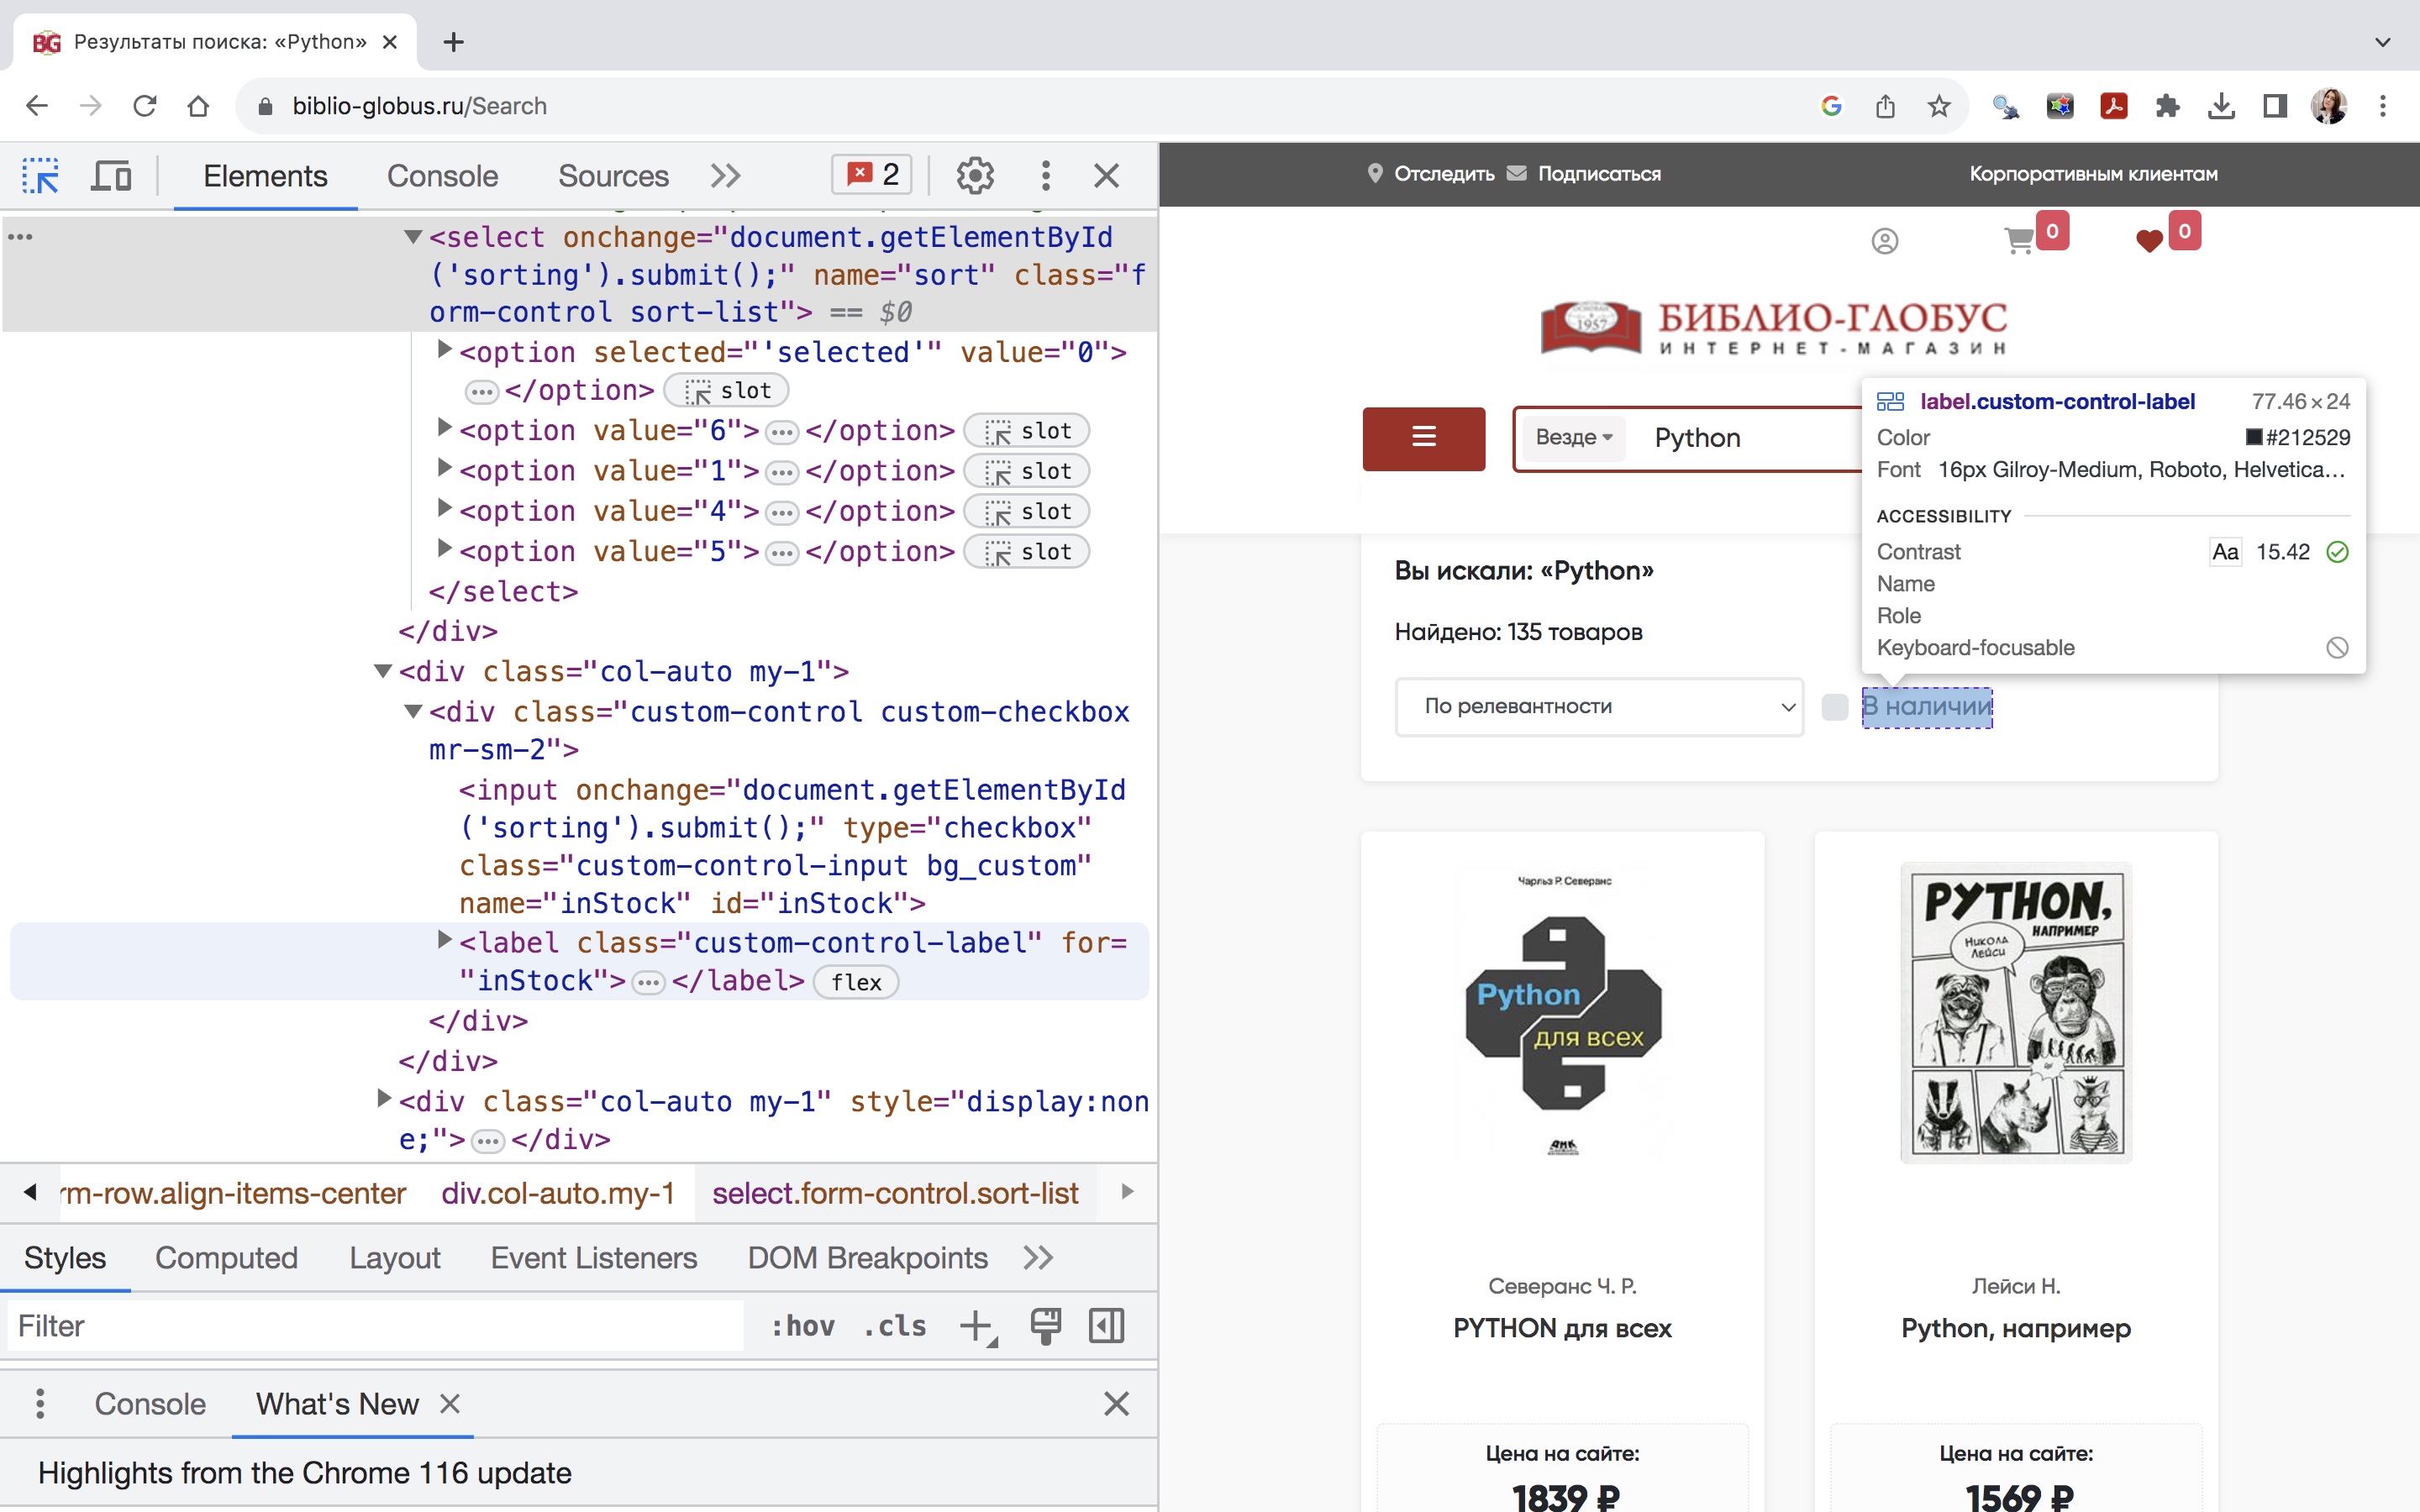 Результаты поиска: «Python»
biblio-globus.ru/Search
Elements Console Sources 2
<select onchange="document.getElementById
('sorting').submit();" name="sort" class="f
orm-control sort-list"> == $0
<option selected="'selected'" value="0">
</option> slot
<option value="6"> </option> slot
<option value="1"> </option> slot
<option value="4"> </option> slot
<option value="5"> </option> slot
</select>
</div>
<div class="col-auto my-1">
<div class="custom-control custom-checkbox
mr-sm-2">
<input onchange="document.getElementById
('sorting').submit();" type="checkbox"
class="custom-control-input bg_custom"
name="inStock" id="inStock">
<label class="custom-control-label" for=
"inStock"> </label> flex
</div>
</div>
<div class="col-auto my-1" style="display:non
e;"> </div>
rm-row.align-items-center div.col-auto.my-1 select.form-control.sort-list
Styles Computed Layout Event Listeners DOM Breakpoints
Filter :hov .cls
Console What's New
Highlights from the Chrome 116 update
Отследить Подписаться Корпоративным клиентам
0 0
1957
БИБЛИО-ГЛОБУС
ИНТЕРНЕТ-МАГАЗИН
Везде Python
label.custom-control-label 77.46×24
Color #212529
Font 16px Gilroy-Medium, Roboto, Helvetica…
ACCESSIBILITY
Contrast Aa 15.42
Name
Role
Keyboard-focusable
Вы искали: «Python»
Найдено: 135 товаров
По релевантности В наличии
Чарльз Р. Северанс
Python
для всех
ДМК
PYTHON,
НАПРИМЕР
Никола
Лейси
Северанс Ч. Р.
PYTHON для всех
Цена на сайте:
1839 ₽
Лейси Н.
Python, например
Цена на сайте:
1569 ₽